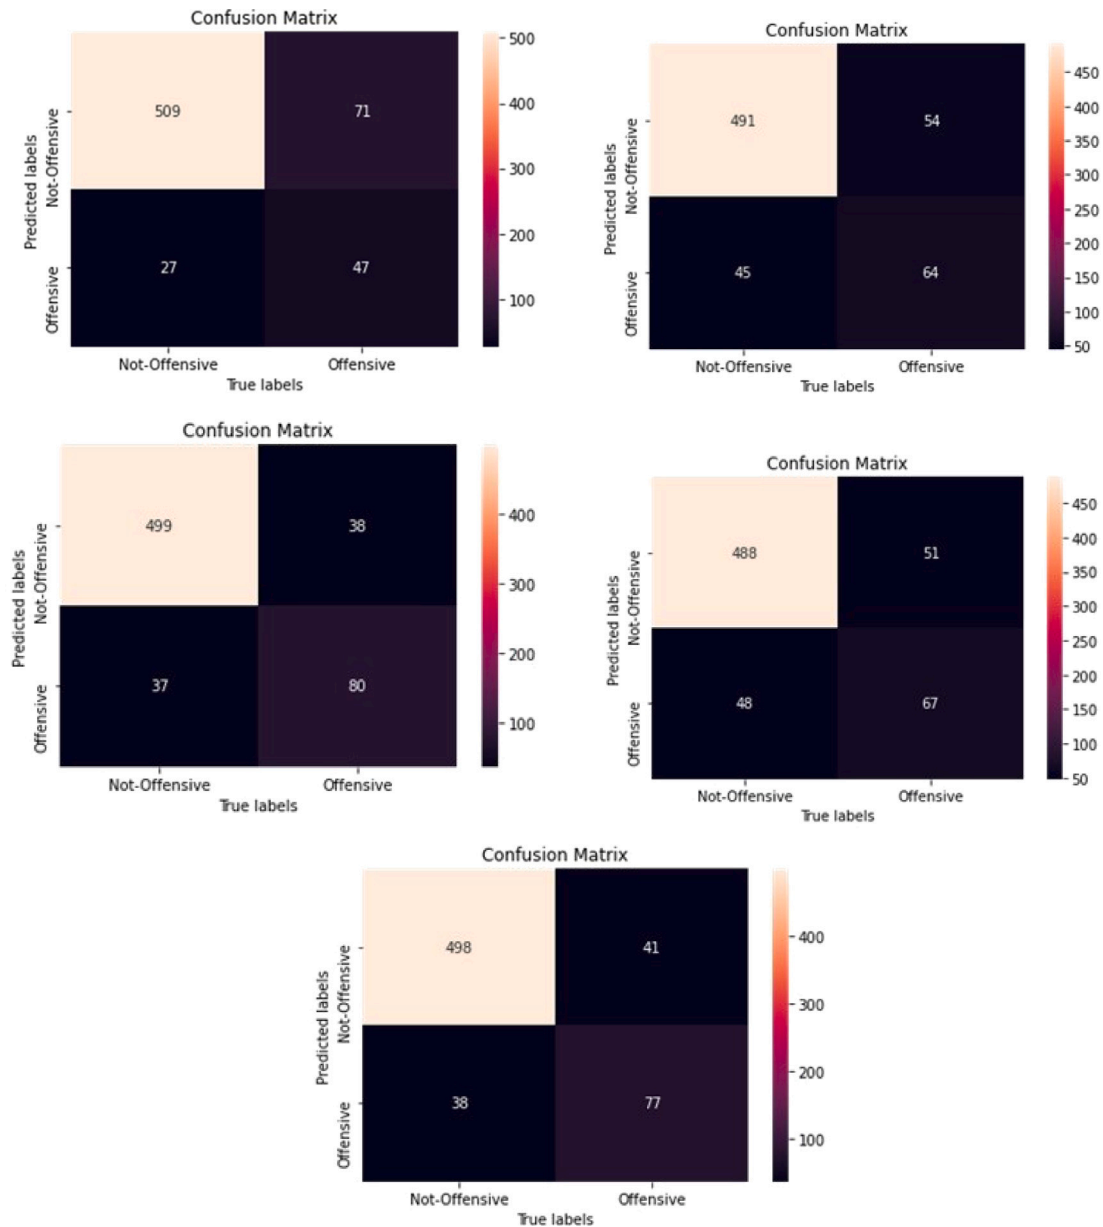 Confusion Matrix
Predicted labels
Not-Offensive
Offensive
509 71
27 47
500
400
300
200
100
Not-Offensive Offensive
True labels
Confusion Matrix
Predicted labels
Not-Offensive
Offensive
491 54
45 64
450
400
350
300
250
200
150
100
50
Not-Offensive Offensive
True labels
Confusion Matrix
Predicted labels
Not-Offensive
Offensive
499 38
37 80
400
300
200
100
Not-Offensive Offensive
True labels
Confusion Matrix
Predicted labels
Not-Offensive
Offensive
488 51
48 67
450
400
350
300
250
200
150
100
50
Not-Offensive Offensive
True labels
Confusion Matrix
Predicted labels
Not-Offensive
Offensive
498 41
38 77
400
300
200
100
Not-Offensive Offensive
True labels